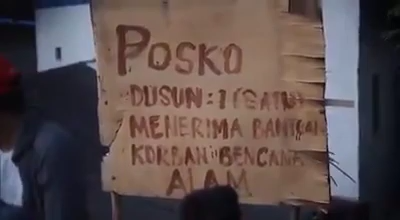 POSKO
DUSUN : 1 (SATU)
MENERIMA BANTUAN
KORBAN BENCANA
ALAM